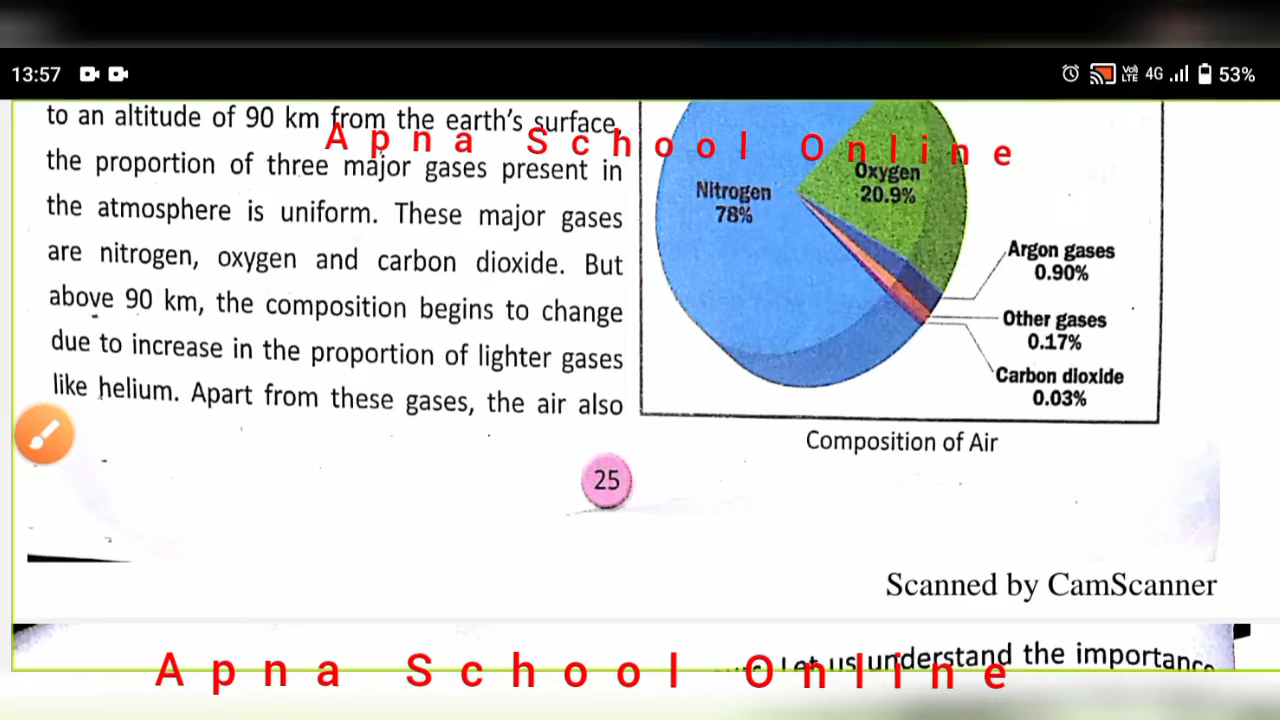 13:57
VoLTE 4G 53%
to an altitude of 90 km from the earth's surface,
the proportion of three major gases present in
the atmosphere is uniform. These major gases
are nitrogen, oxygen and carbon dioxide. But
above 90 km, the composition begins to change
due to increase in the proportion of lighter gases
like helium. Apart from these gases, the air also
Apna School Online
Nitrogen
78%
Oxygen
20.9%
Argon gases
0.90%
Other gases
0.17%
Carbon dioxide
0.03%
Composition of Air
25
Scanned by CamScanner
Let us understand the importance
Apna School Online